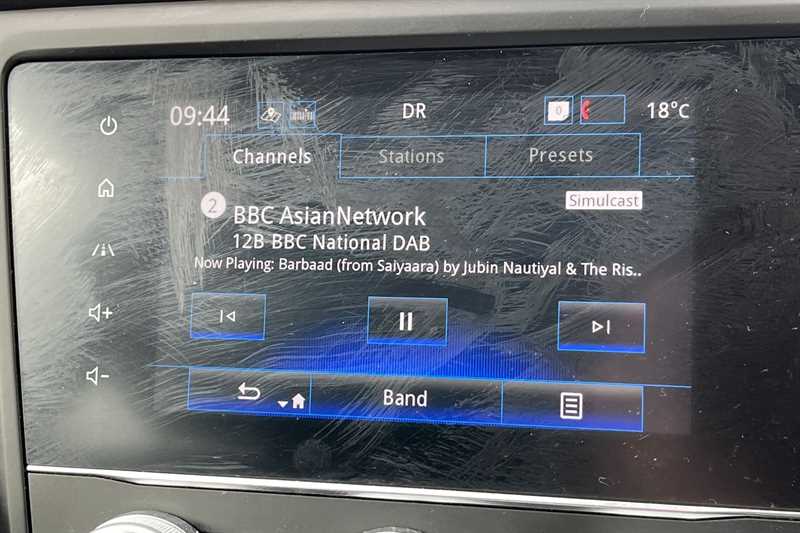 09:44 DR 0 18°C
Channels Stations Presets
2 BBC AsianNetwork Simulcast
12B BBC National DAB
Now Playing: Barbaad (from Saiyaara) by Jubin Nautiyal & The Ris..
Band